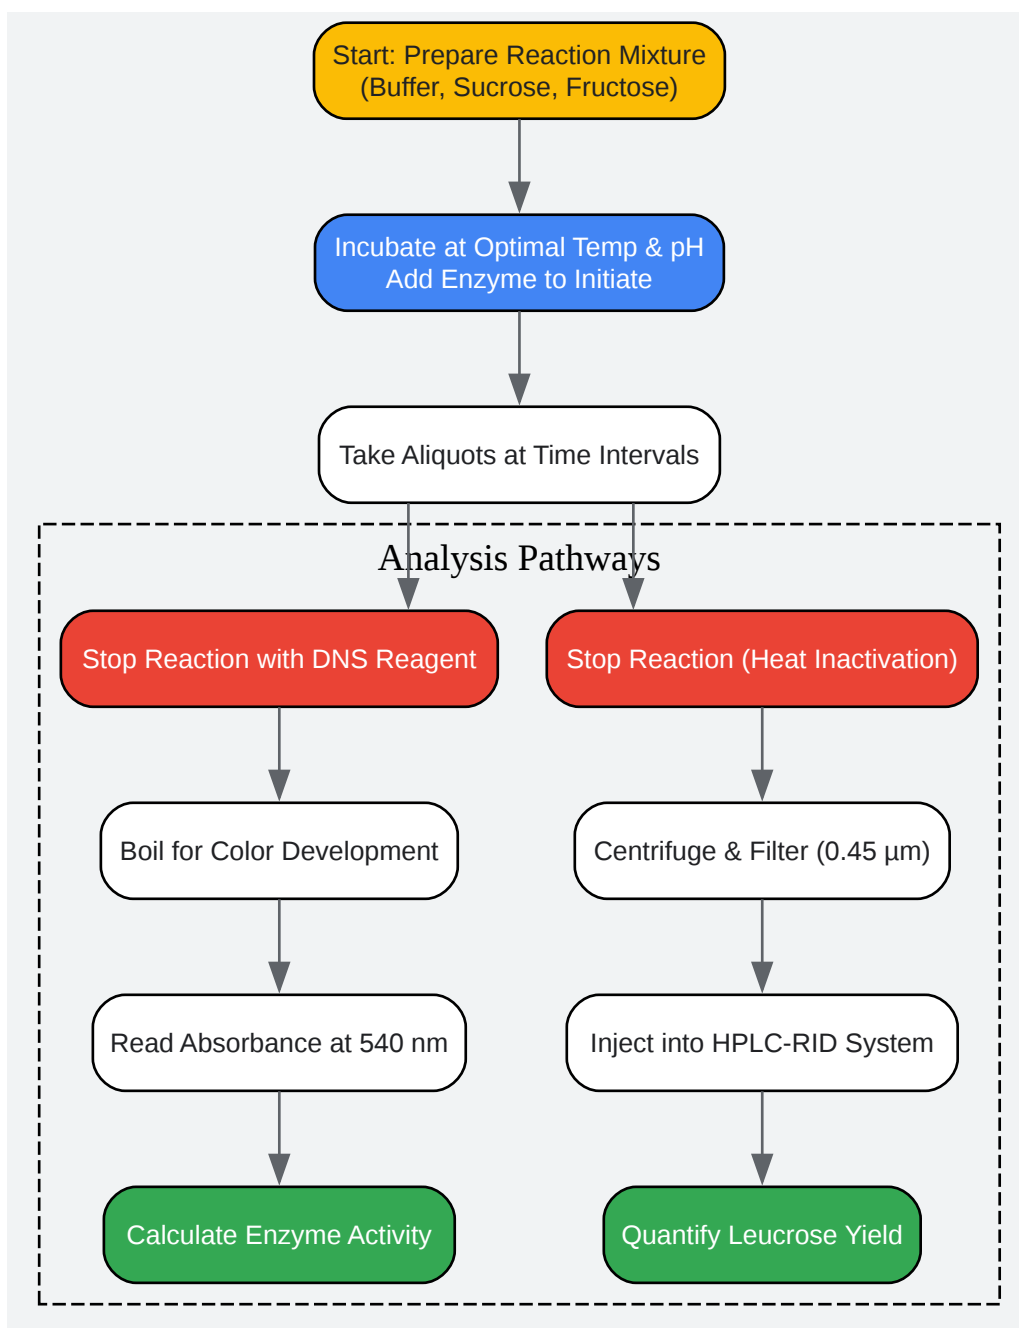 Start: Prepare Reaction Mixture
(Buffer, Sucrose, Fructose)
Incubate at Optimal Temp & pH
Add Enzyme to Initiate
Take Aliquots at Time Intervals
Analysis Pathways
Stop Reaction with DNS Reagent
Boil for Color Development
Read Absorbance at 540 nm
Calculate Enzyme Activity
Stop Reaction (Heat Inactivation)
Centrifuge & Filter (0.45 µm)
Inject into HPLC-RID System
Quantify Leucrose Yield